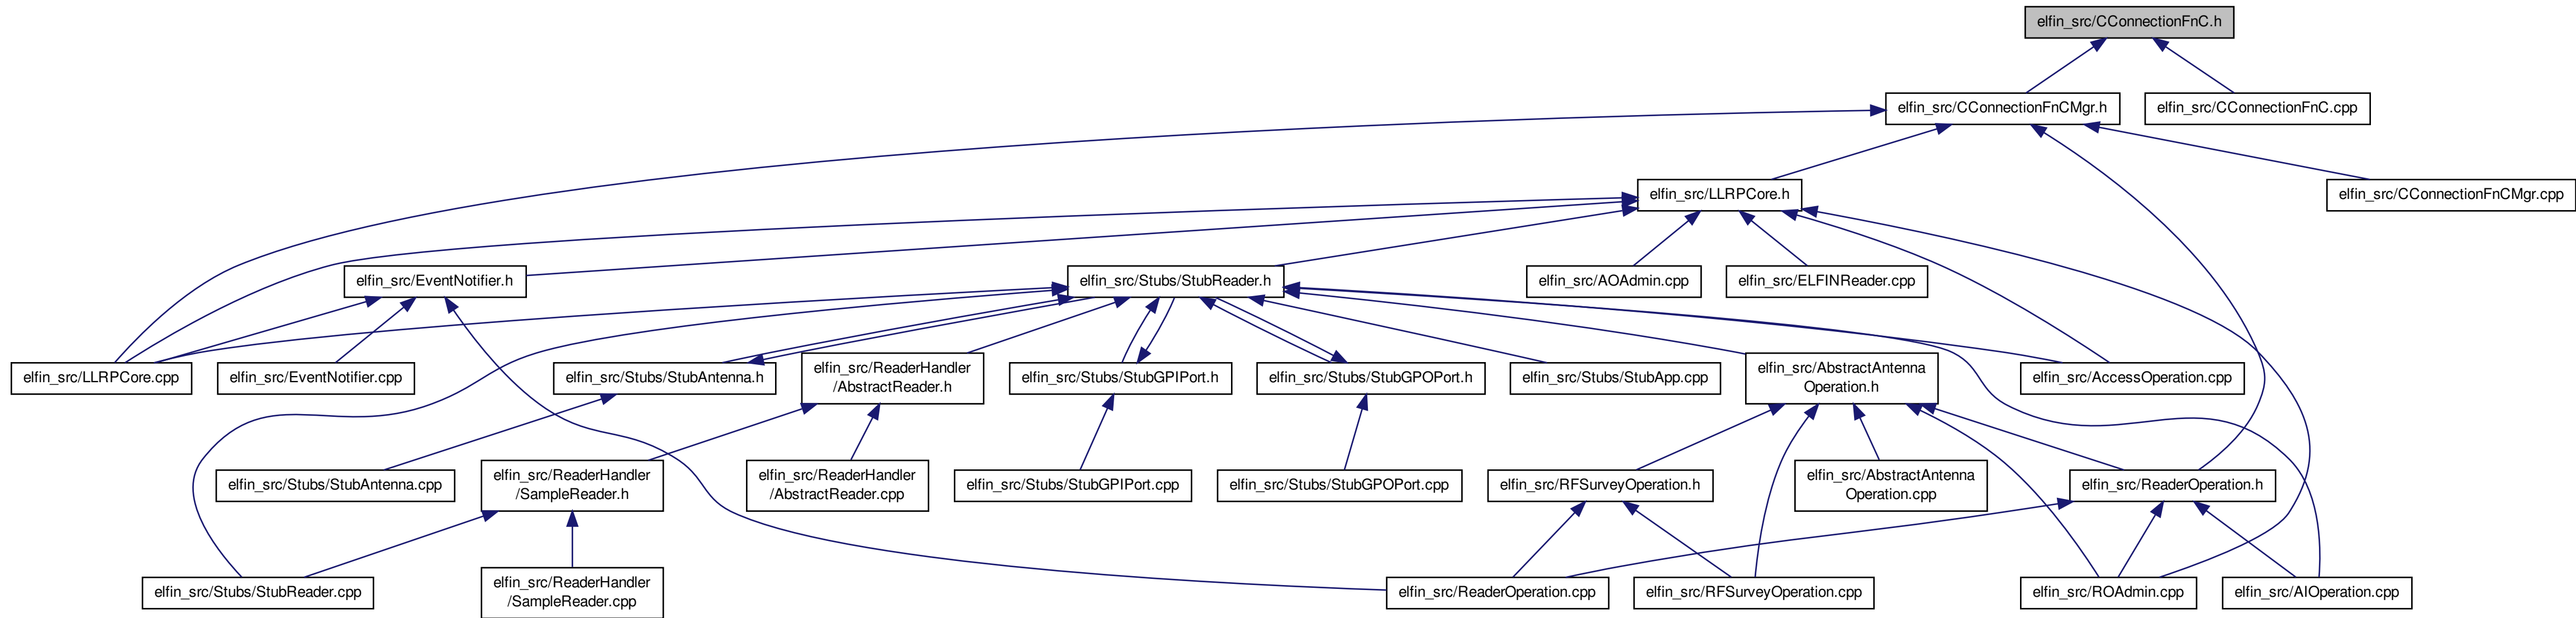 elfin_src/CConnectionFnC.h
elfin_src/CConnectionFnCMgr.h
elfin_src/CConnectionFnC.cpp
elfin_src/LLRPCore.h
elfin_src/CConnectionFnCMgr.cpp
elfin_src/EventNotifier.h
elfin_src/Stubs/StubReader.h
elfin_src/AOAdmin.cpp
elfin_src/ELFINReader.cpp
elfin_src/LLRPCore.cpp
elfin_src/EventNotifier.cpp
elfin_src/Stubs/StubAntenna.h
elfin_src/ReaderHandler
/AbstractReader.h
elfin_src/Stubs/StubGPIPort.h
elfin_src/Stubs/StubGPOPort.h
elfin_src/Stubs/StubApp.cpp
elfin_src/AbstractAntenna
Operation.h
elfin_src/AccessOperation.cpp
elfin_src/Stubs/StubAntenna.cpp
elfin_src/ReaderHandler
/SampleReader.h
elfin_src/ReaderHandler
/AbstractReader.cpp
elfin_src/Stubs/StubGPIPort.cpp
elfin_src/Stubs/StubGPOPort.cpp
elfin_src/RFSurveyOperation.h
elfin_src/AbstractAntenna
Operation.cpp
elfin_src/ReaderOperation.h
elfin_src/Stubs/StubReader.cpp
elfin_src/ReaderHandler
/SampleReader.cpp
elfin_src/ReaderOperation.cpp
elfin_src/RFSurveyOperation.cpp
elfin_src/ROAdmin.cpp
elfin_src/AIOperation.cpp